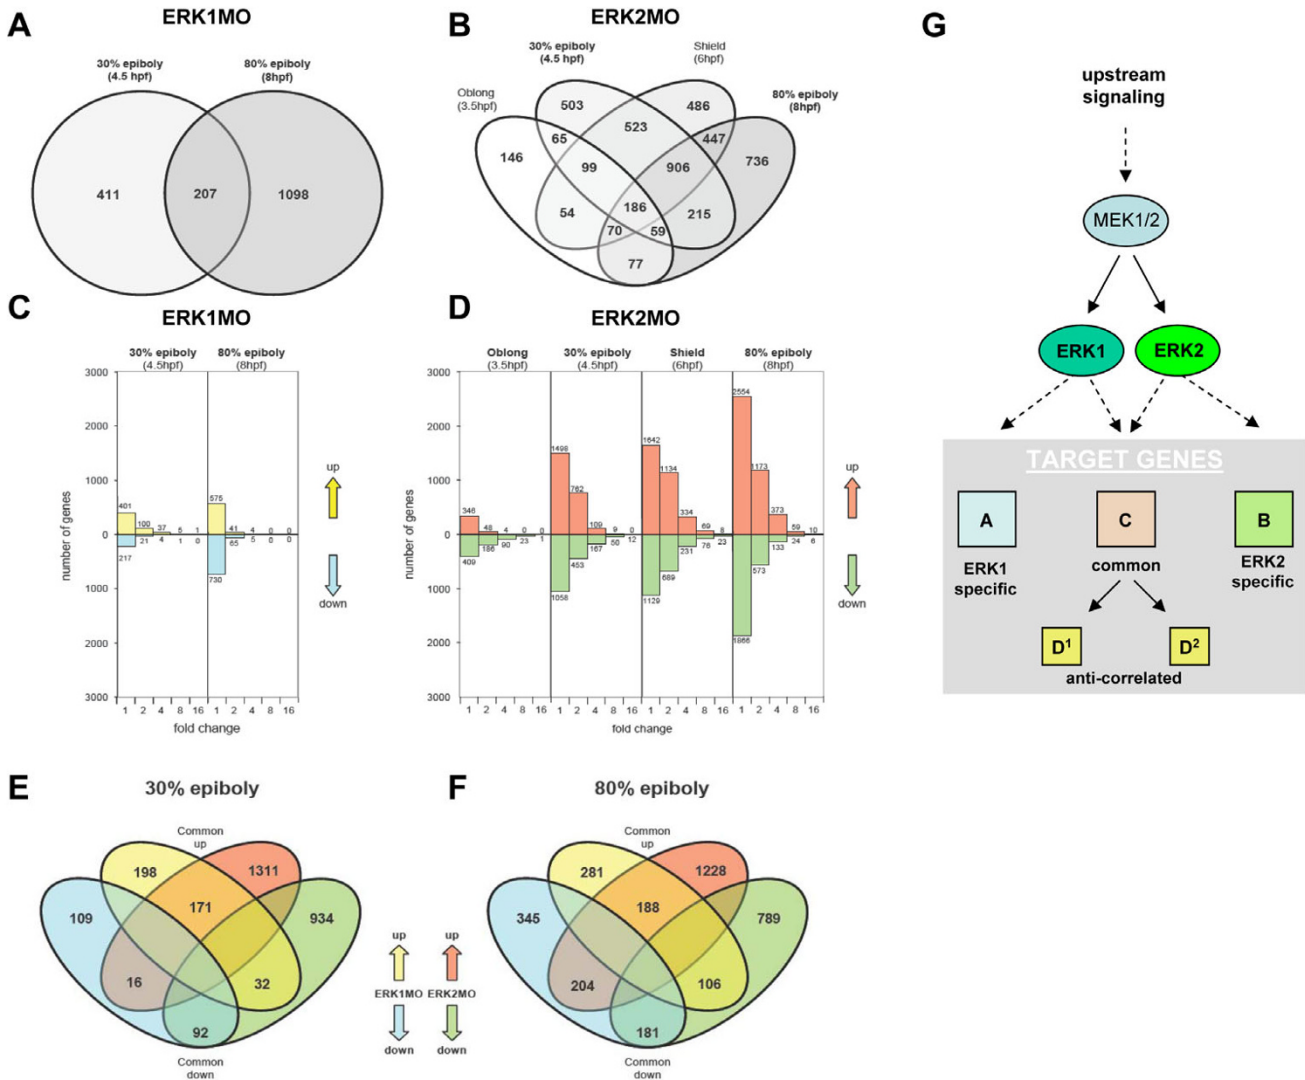 A
ERK1MO
30% epiboly
(4.5 hpf)
80% epiboly
(8hpf)
411
207
1098
B
ERK2MO
30% epiboly
(4.5 hpf)
Shield
(6hpf)
Oblong
(3.5hpf)
80% epiboly
(8hpf)
503
486
523
65
447
146
99
906
736
54
186
215
70
59
77
C
ERK1MO
30% epiboly
(4.5hpf)
80% epiboly
(8hpf)
3000
2000
1000
0
1000
2000
3000
number of genes
401
100
37
5
1
217
21
4
1
0
575
41
4
0
0
730
65
5
0
0
1 2 4 8 16
1 2 4 8 16
fold change
up
down
D
ERK2MO
Oblong
(3.5hpf)
30% epiboly
(4.5hpf)
Shield
(6hpf)
80% epiboly
(8hpf)
3000
2000
1000
0
1000
2000
3000
number of genes
346
48
4
0
0
409
186
90
23
1
1498
762
109
9
0
1058
453
167
50
12
1642
1134
334
69
8
1129
689
231
76
23
2554
1173
373
59
10
1866
573
133
24
6
1 2 4 8 16
1 2 4 8 16
1 2 4 8 16
1 2 4 8 16
fold change
up
down
E
30% epiboly
Common
up
198
1311
109
171
934
16
32
92
Common
down
up
up
ERK1MO
ERK2MO
down
down
F
80% epiboly
Common
up
281
1228
345
188
789
204
106
181
Common
down
G
upstream
signaling
MEK1/2
ERK1
ERK2
TARGET GENES
A
C
B
ERK1
specific
common
ERK2
specific
D¹
D²
anti-correlated